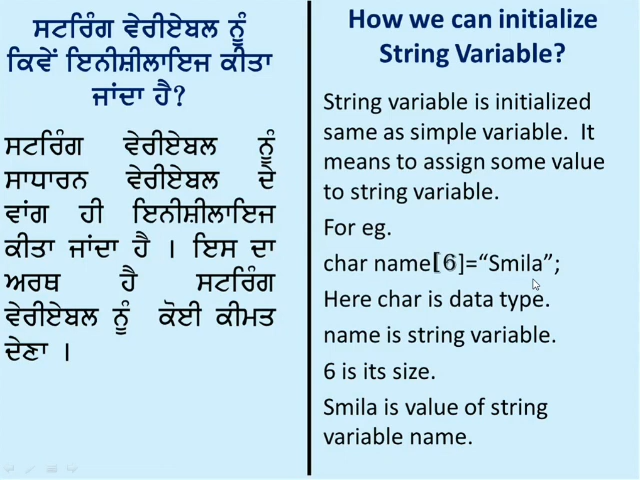 ਸਟਰਿੰਗ ਵੇਰੀਏਬਲ ਨੂੰ
ਕਿਵੇਂ ਇਨੀਸ਼ੀਲਾਇਜ ਕੀਤਾ
ਜਾਂਦਾ ਹੈ?
ਸਟਰਿੰਗ ਵੇਰੀਏਬਲ ਨੂੰ
ਸਾਧਾਰਨ ਵੇਰੀਏਬਲ ਦੇ
ਵਾਂਗ ਹੀ ਇਨੀਸ਼ੀਲਾਇਜ
ਕੀਤਾ ਜਾਂਦਾ ਹੈ । ਇਸ ਦਾ
ਅਰਥ ਹੈ ਸਟਰਿੰਗ
ਵੇਰੀਏਬਲ ਨੂੰ ਕੋਈ ਕੀਮਤ
ਦੇਣਾ ।
How we can initialize
String Variable?
String variable is initialized
same as simple variable. It
means to assign some value
to string variable.
For eg.
char name[6]=“Smila”;
Here char is data type.
name is string variable.
6 is its size.
Smila is value of string
variable name.